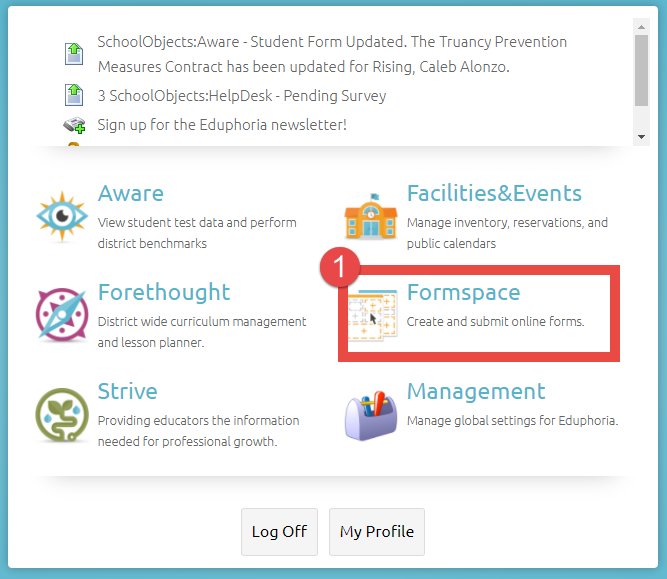 SchoolObjects:Aware - Student Form Updated. The Truancy Prevention
Measures Contract has been updated for Rising, Caleb Alonzo.
3 SchoolObjects:HelpDesk - Pending Survey
Sign up for the Eduphoria newsletter!
Aware
View student test data and perform
district benchmarks
Facilities&Events
Manage inventory, reservations, and
public calendars
1
Forethought
District wide curriculum management
and lesson planner.
Formspace
Create and submit online forms.
Strive
Providing educators the information
needed for professional growth.
Management
Manage global settings for Eduphoria.
Log Off
My Profile